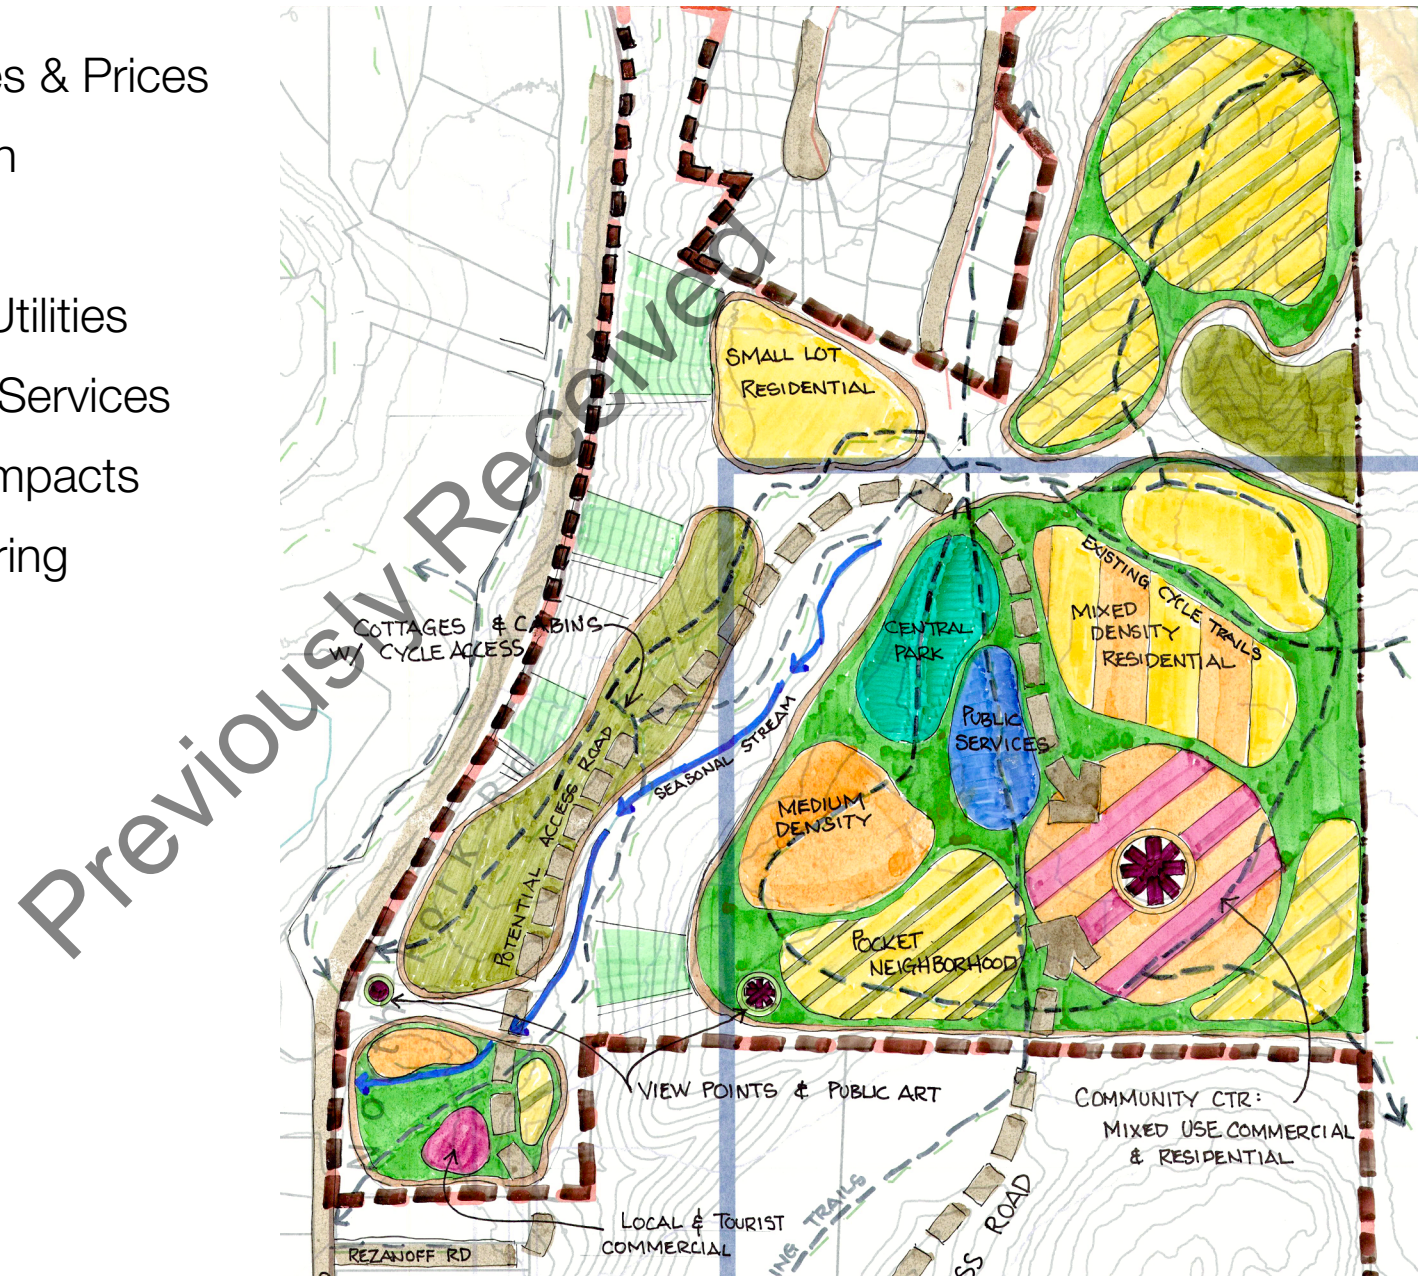 es & Prices
n
Utilities
Services
mpacts
ring
Previously Received
SMALL LOT
RESIDENTIAL
EXISTING CYCLE TRAILS
COTTAGES & CABINS
W/ CYCLE ACCESS
CENTRAL
PARK
MIXED
DENSITY
RESIDENTIAL
PUBLIC
SERVICES
SEASONAL STREAM
POTENTIAL ACCESS ROAD
MEDIUM
DENSITY
POCKET
NEIGHBORHOOD
VIEW POINTS & PUBLIC ART
COMMUNITY CTR:
MIXED USE COMMERCIAL
& RESIDENTIAL
LOCAL & TOURIST
COMMERCIAL
REZANOFF RD
ING TRAILS
SS ROAD